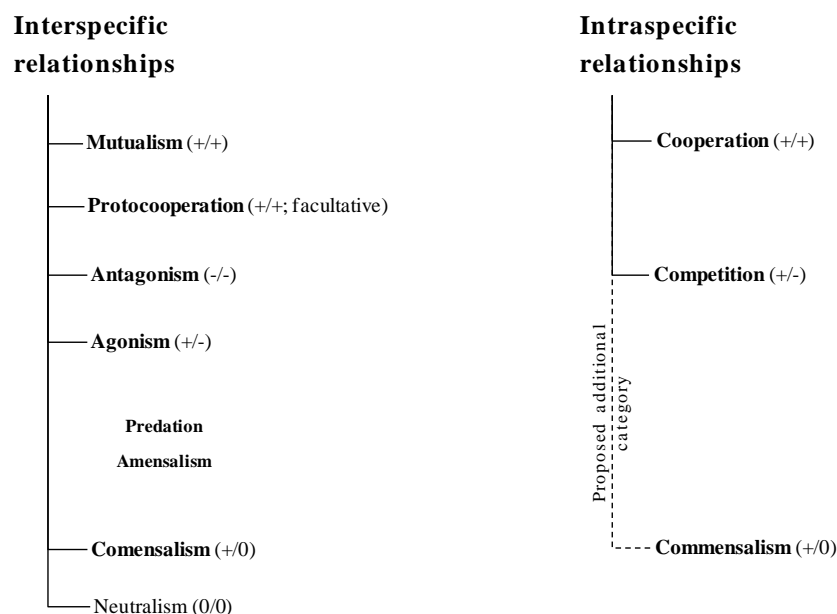 Interspecific
relationships
Mutualism (+/+)
Protocooperation (+/+; facultative)
Antagonism (-/-)
Agonism (+/-)
Predation
Amensalism
Comensalism (+/0)
Neutralism (0/0)
Intraspecific
relationships
Cooperation (+/+)
Competition (+/-)
Proposed additional
category
Commensalism (+/0)